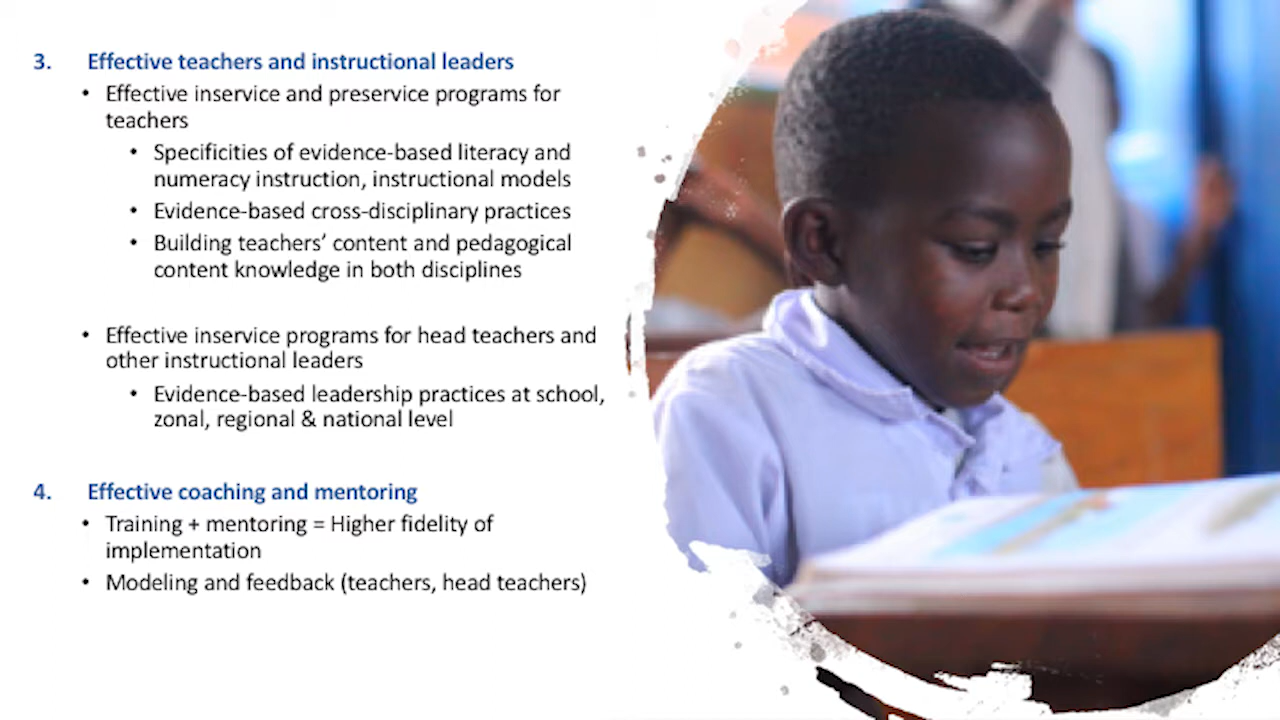 3. Effective teachers and instructional leaders
• Effective inservice and preservice programs for
teachers
• Specificities of evidence-based literacy and
numeracy instruction, instructional models
• Evidence-based cross-disciplinary practices
• Building teachers’ content and pedagogical
content knowledge in both disciplines
• Effective inservice programs for head teachers and
other instructional leaders
• Evidence-based leadership practices at school,
zonal, regional & national level
4. Effective coaching and mentoring
• Training + mentoring = Higher fidelity of
implementation
• Modeling and feedback (teachers, head teachers)